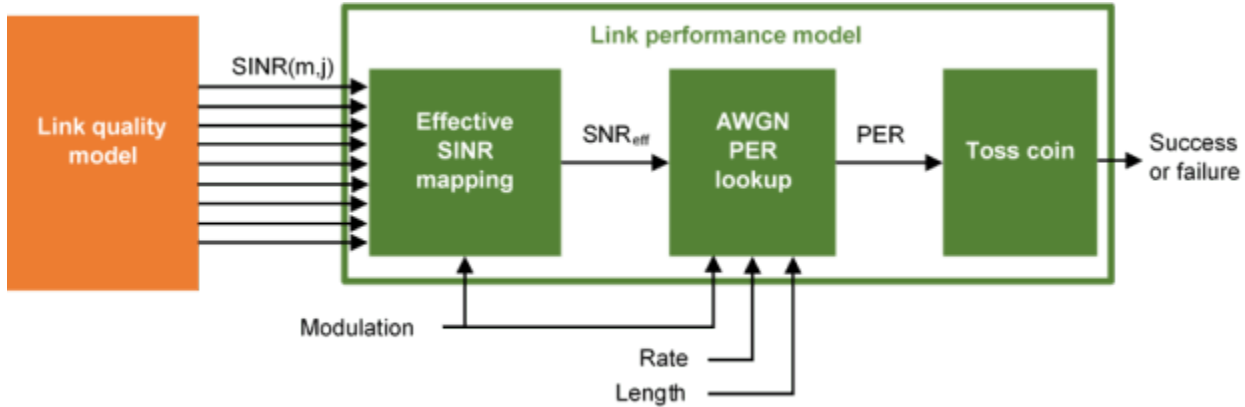 Link performance model
SINR(m,j)
Link quality
model
Effective
SINR
mapping
SNR_eff
AWGN
PER
lookup
PER
Toss coin
Success
or failure
Modulation
Rate
Length